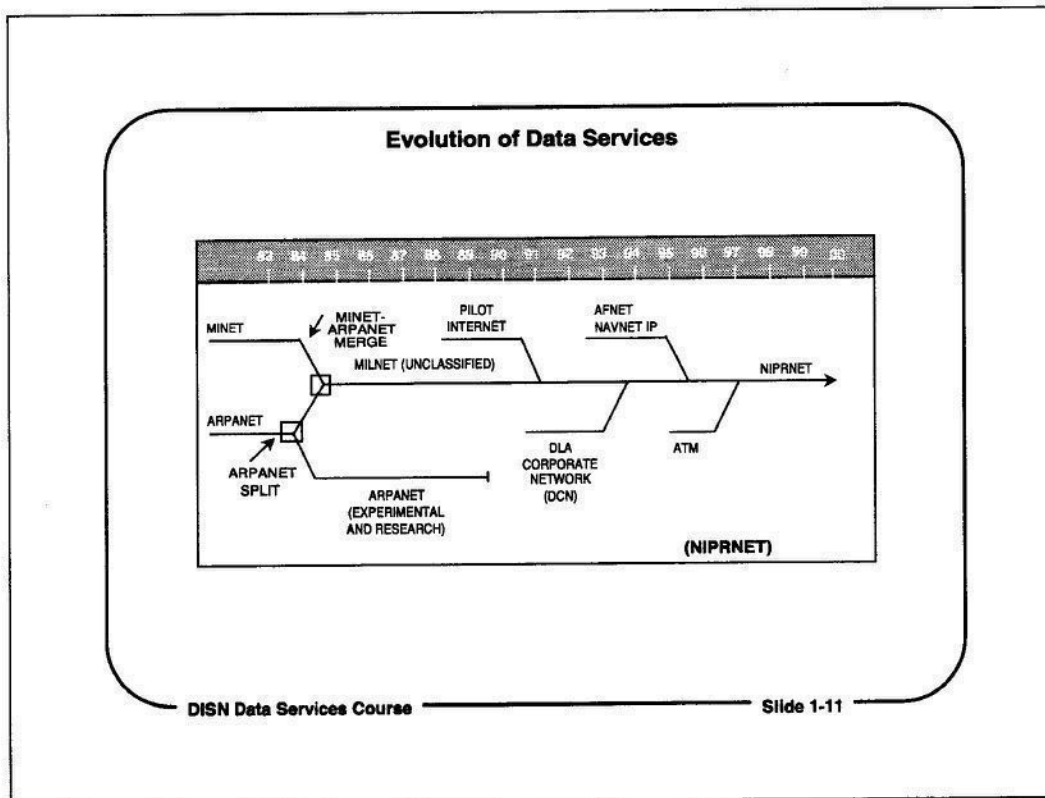 Evolution of Data Services
83 84 85 86 87 88 89 90 91 92 93 94 95 96 97 98 99 00
MINET
MINET-
ARPANET
MERGE
PILOT
INTERNET
AFNET
NAVNET IP
MILNET (UNCLASSIFIED)
NIPRNET
ARPANET
ARPANET
SPLIT
ARPANET
(EXPERIMENTAL
AND RESEARCH)
DLA
CORPORATE
NETWORK
(DCN)
ATM
(NIPRNET)
DISN Data Services Course
Slide 1-11